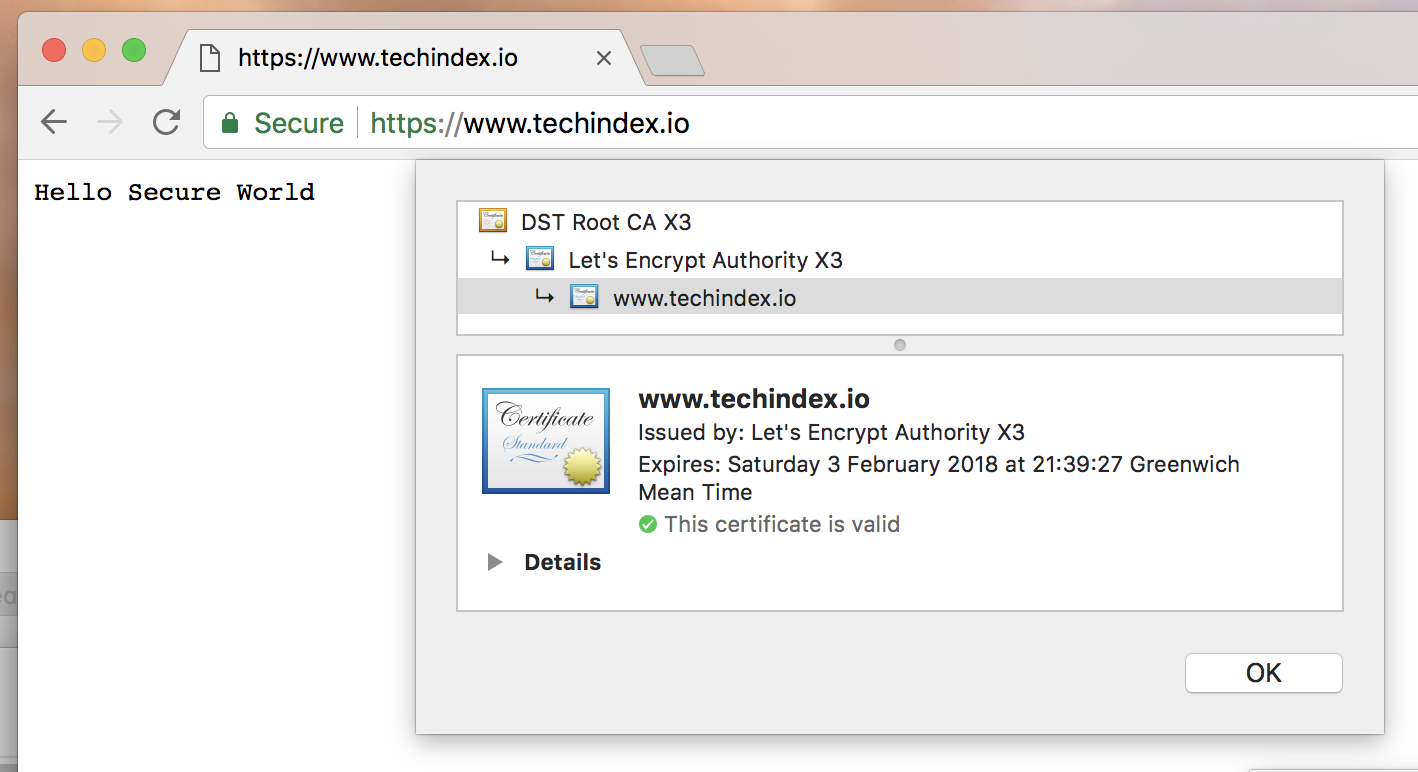 https://www.techindex.io
Secure
https://www.techindex.io
Hello Secure World
DST Root CA X3
Let's Encrypt Authority X3
www.techindex.io
Certificate
Standard
www.techindex.io
Issued by: Let's Encrypt Authority X3
Expires: Saturday 3 February 2018 at 21:39:27 Greenwich
Mean Time
This certificate is valid
Details
OK